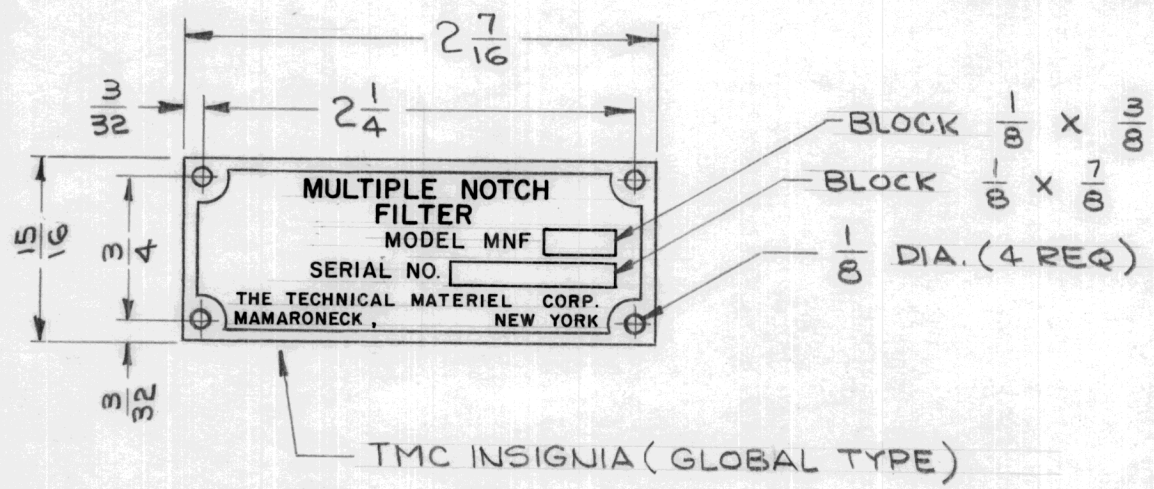 2 7/16
3/32
2 1/4
BLOCK 1/8 X 3/8
BLOCK 1/8 X 7/8
1/8 DIA. (4 REQ)
15/16
3/4
3/32
MULTIPLE NOTCH
FILTER
MODEL MNF
SERIAL NO.
THE TECHNICAL MATERIEL CORP.
MAMARONECK, NEW YORK
TMC INSIGNIA (GLOBAL TYPE)